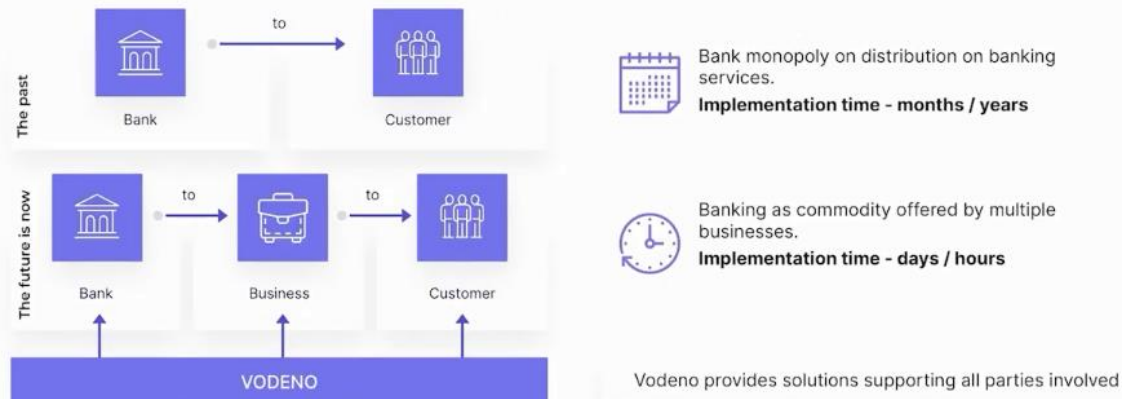 The past
to
Bank
Customer
Bank monopoly on distribution on banking
services.
Implementation time - months / years
The future is now
to
to
Bank
Business
Customer
Banking as commodity offered by multiple
businesses.
Implementation time - days / hours
VODENO
Vodeno provides solutions supporting all parties involved